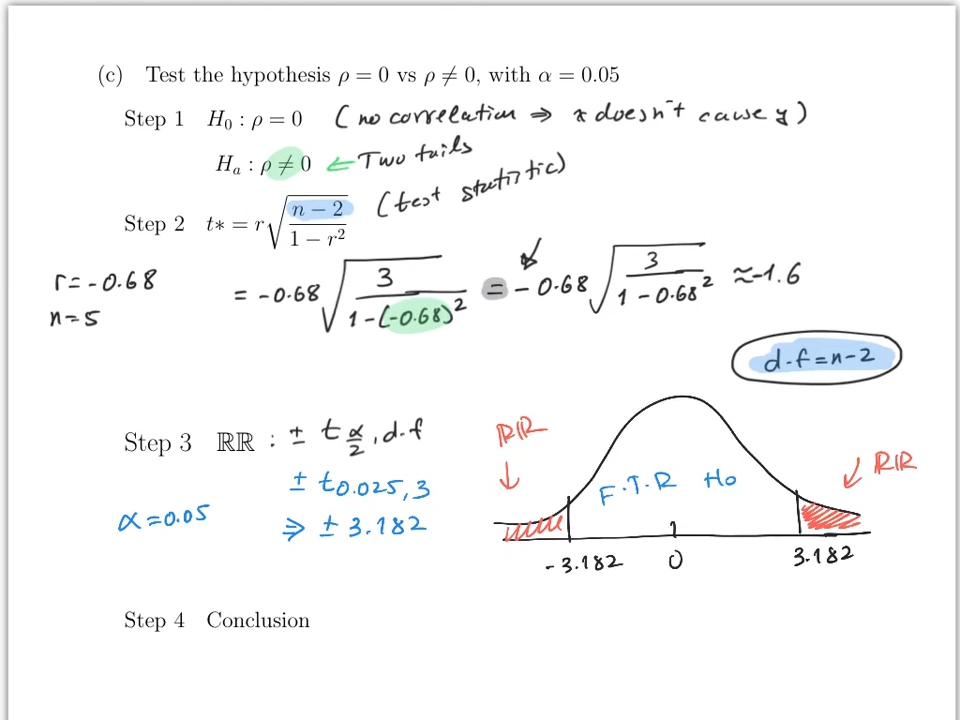 (c) Test the hypothesis ρ = 0 vs ρ ≠ 0, with α = 0.05
Step 1 H₀ : ρ = 0 (no correlation ⇒ x doesn't cause y)
Hₐ : ρ ≠ 0 ← Two tails
Step 2 t* = r√((n − 2)/(1 − r²)) (test statistic)
r = -0.68
n = 5
= -0.68 √(3/(1-(-0.68)²)) = -0.68 √(3/(1-0.68²)) ≈ -1.6
d.f = n-2
Step 3 ℝℝ : ± t α/2, d.f
± t0.025, 3
α = 0.05
⇒ ± 3.182
RR
F.T.R Ho
RR
-3.182 0 3.182
Step 4 Conclusion